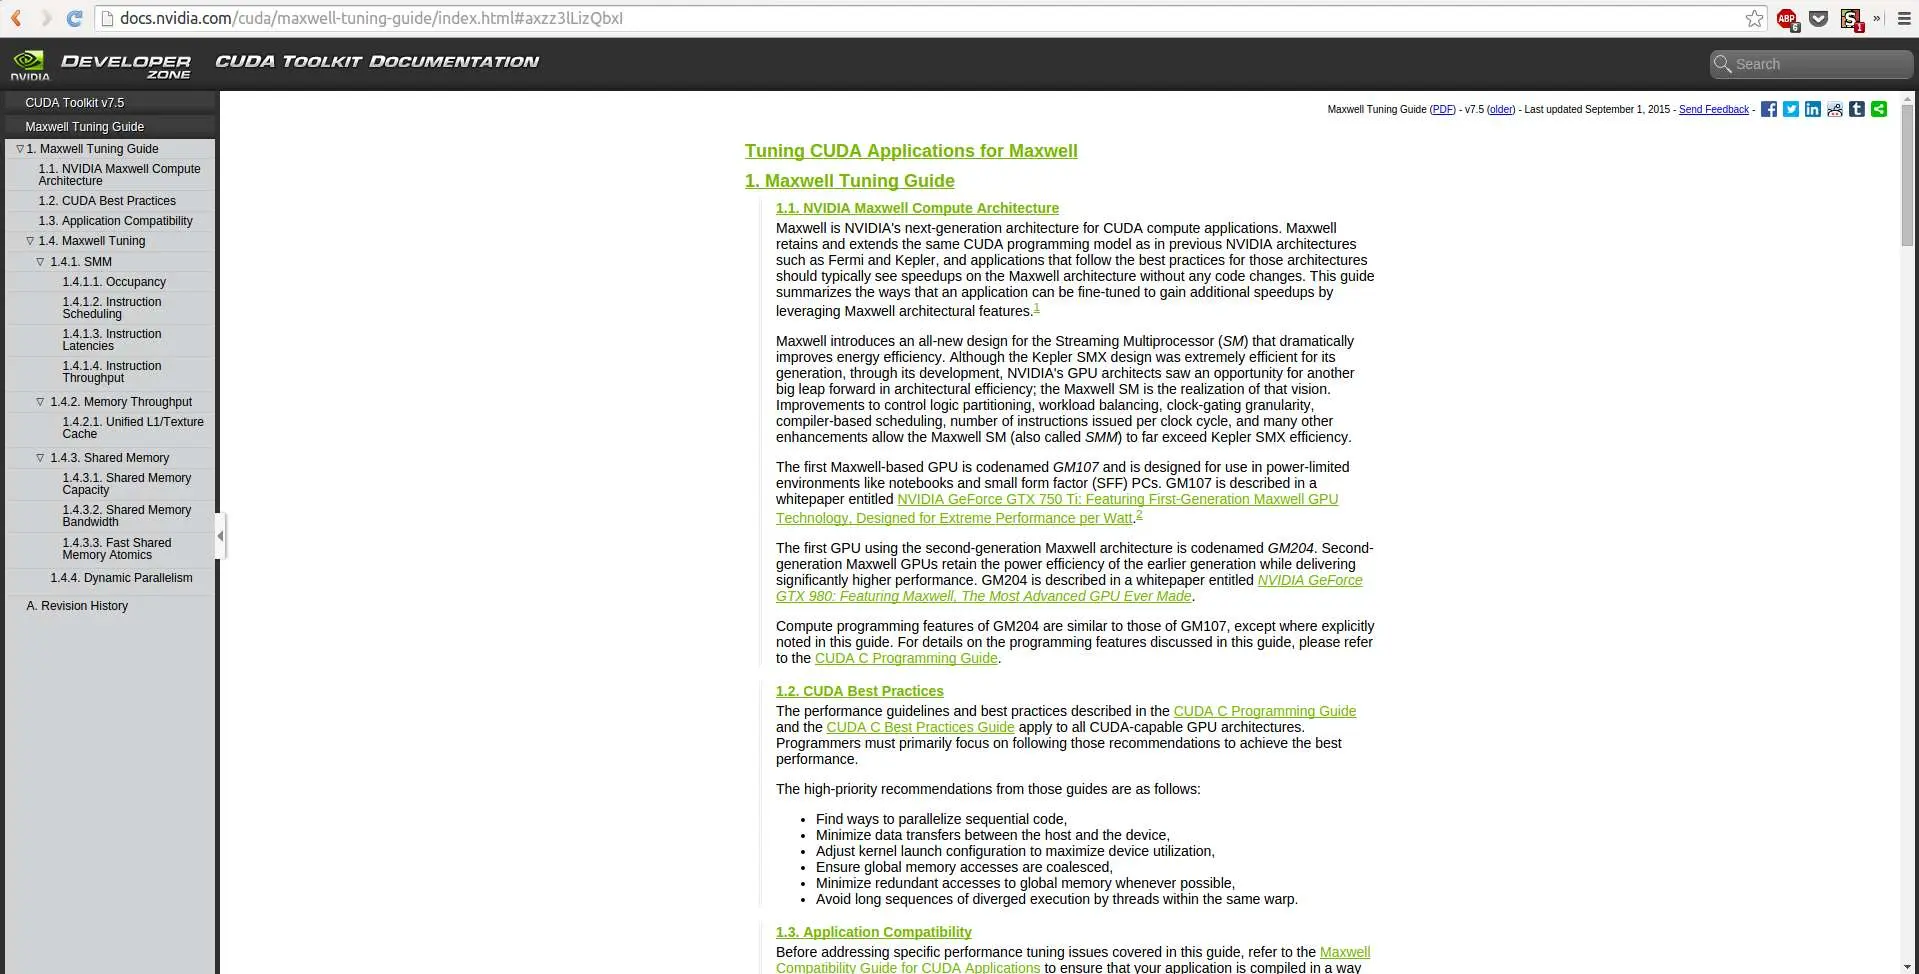 docs.nvidia.com/cuda/maxwell-tuning-guide/index.html#axzz3lLizQbxI
ABP
6
S
1
»
NVIDIA
DEVELOPER
ZONE
CUDA TOOLKIT DOCUMENTATION
Search
CUDA Toolkit v7.5
Maxwell Tuning Guide
▽ 1. Maxwell Tuning Guide
1.1. NVIDIA Maxwell Compute
Architecture
1.2. CUDA Best Practices
1.3. Application Compatibility
▽ 1.4. Maxwell Tuning
▽ 1.4.1. SMM
1.4.1.1. Occupancy
1.4.1.2. Instruction
Scheduling
1.4.1.3. Instruction
Latencies
1.4.1.4. Instruction
Throughput
▽ 1.4.2. Memory Throughput
1.4.2.1. Unified L1/Texture
Cache
▽ 1.4.3. Shared Memory
1.4.3.1. Shared Memory
Capacity
1.4.3.2. Shared Memory
Bandwidth
1.4.3.3. Fast Shared
Memory Atomics
1.4.4. Dynamic Parallelism
A. Revision History
Maxwell Tuning Guide (PDF) - v7.5 (older) - Last updated September 1, 2015 - Send Feedback -
Tuning CUDA Applications for Maxwell
1. Maxwell Tuning Guide
1.1. NVIDIA Maxwell Compute Architecture
Maxwell is NVIDIA's next-generation architecture for CUDA compute applications. Maxwell
retains and extends the same CUDA programming model as in previous NVIDIA architectures
such as Fermi and Kepler, and applications that follow the best practices for those architectures
should typically see speedups on the Maxwell architecture without any code changes. This guide
summarizes the ways that an application can be fine-tuned to gain additional speedups by
leveraging Maxwell architectural features.1
Maxwell introduces an all-new design for the Streaming Multiprocessor (SM) that dramatically
improves energy efficiency. Although the Kepler SMX design was extremely efficient for its
generation, through its development, NVIDIA's GPU architects saw an opportunity for another
big leap forward in architectural efficiency; the Maxwell SM is the realization of that vision.
Improvements to control logic partitioning, workload balancing, clock-gating granularity,
compiler-based scheduling, number of instructions issued per clock cycle, and many other
enhancements allow the Maxwell SM (also called SMM) to far exceed Kepler SMX efficiency.
The first Maxwell-based GPU is codenamed GM107 and is designed for use in power-limited
environments like notebooks and small form factor (SFF) PCs. GM107 is described in a
whitepaper entitled NVIDIA GeForce GTX 750 Ti: Featuring First-Generation Maxwell GPU
Technology, Designed for Extreme Performance per Watt.2
The first GPU using the second-generation Maxwell architecture is codenamed GM204. Second-
generation Maxwell GPUs retain the power efficiency of the earlier generation while delivering
significantly higher performance. GM204 is described in a whitepaper entitled NVIDIA GeForce
GTX 980: Featuring Maxwell, The Most Advanced GPU Ever Made.
Compute programming features of GM204 are similar to those of GM107, except where explicitly
noted in this guide. For details on the programming features discussed in this guide, please refer
to the CUDA C Programming Guide.
1.2. CUDA Best Practices
The performance guidelines and best practices described in the CUDA C Programming Guide
and the CUDA C Best Practices Guide apply to all CUDA-capable GPU architectures.
Programmers must primarily focus on following those recommendations to achieve the best
performance.
The high-priority recommendations from those guides are as follows:
• Find ways to parallelize sequential code,
• Minimize data transfers between the host and the device,
• Adjust kernel launch configuration to maximize device utilization,
• Ensure global memory accesses are coalesced,
• Minimize redundant accesses to global memory whenever possible,
• Avoid long sequences of diverged execution by threads within the same warp.
1.3. Application Compatibility
Before addressing specific performance tuning issues covered in this guide, refer to the Maxwell
Compatibility Guide for CUDA Applications to ensure that your application is compiled in a way